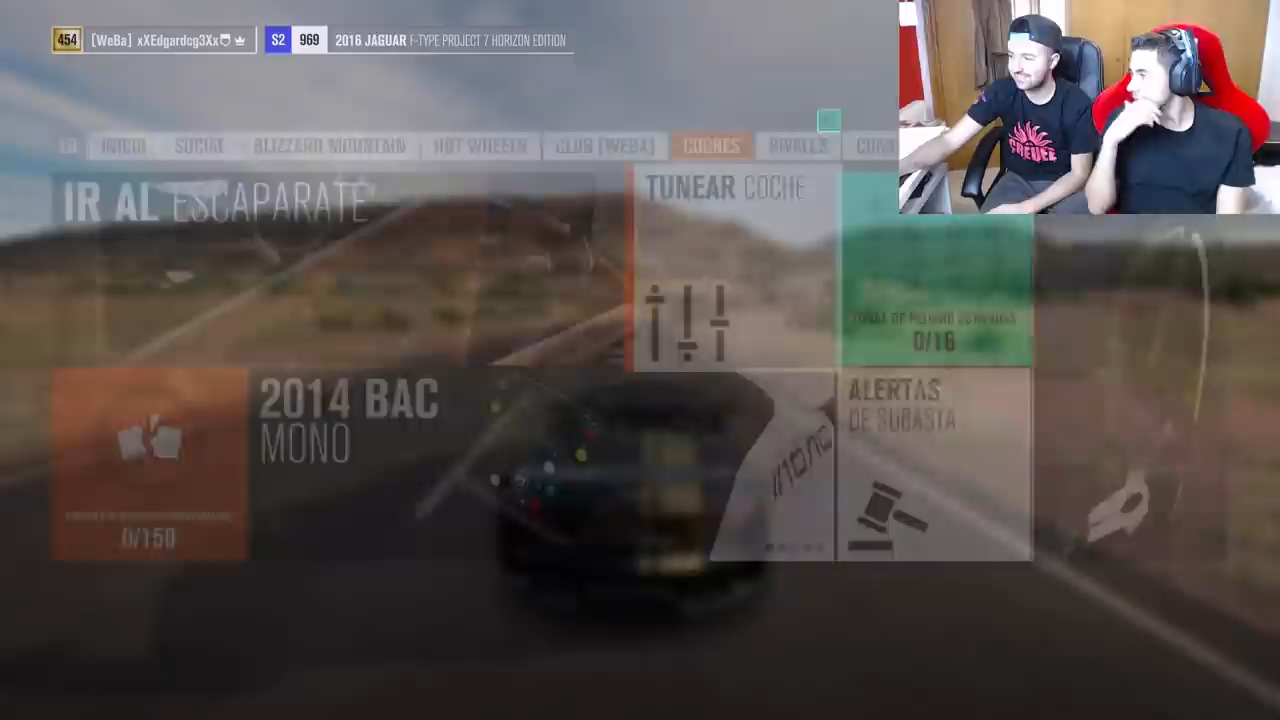 454 [WeBa] xXEdgardcg3Xx S2 969 2016 JAGUAR F-TYPE PROJECT 7 HORIZON EDITION
INICIO SOCIAL BLIZZARD MOUNTAIN HOT WHEELS CLUB [WEBA] COCHES RIVALES
IR AL ESCAPARATE
TUNEAR COCHE
0/16
2014 BAC
MONO
ALERTAS
DE SUBASTA
mono
0/150